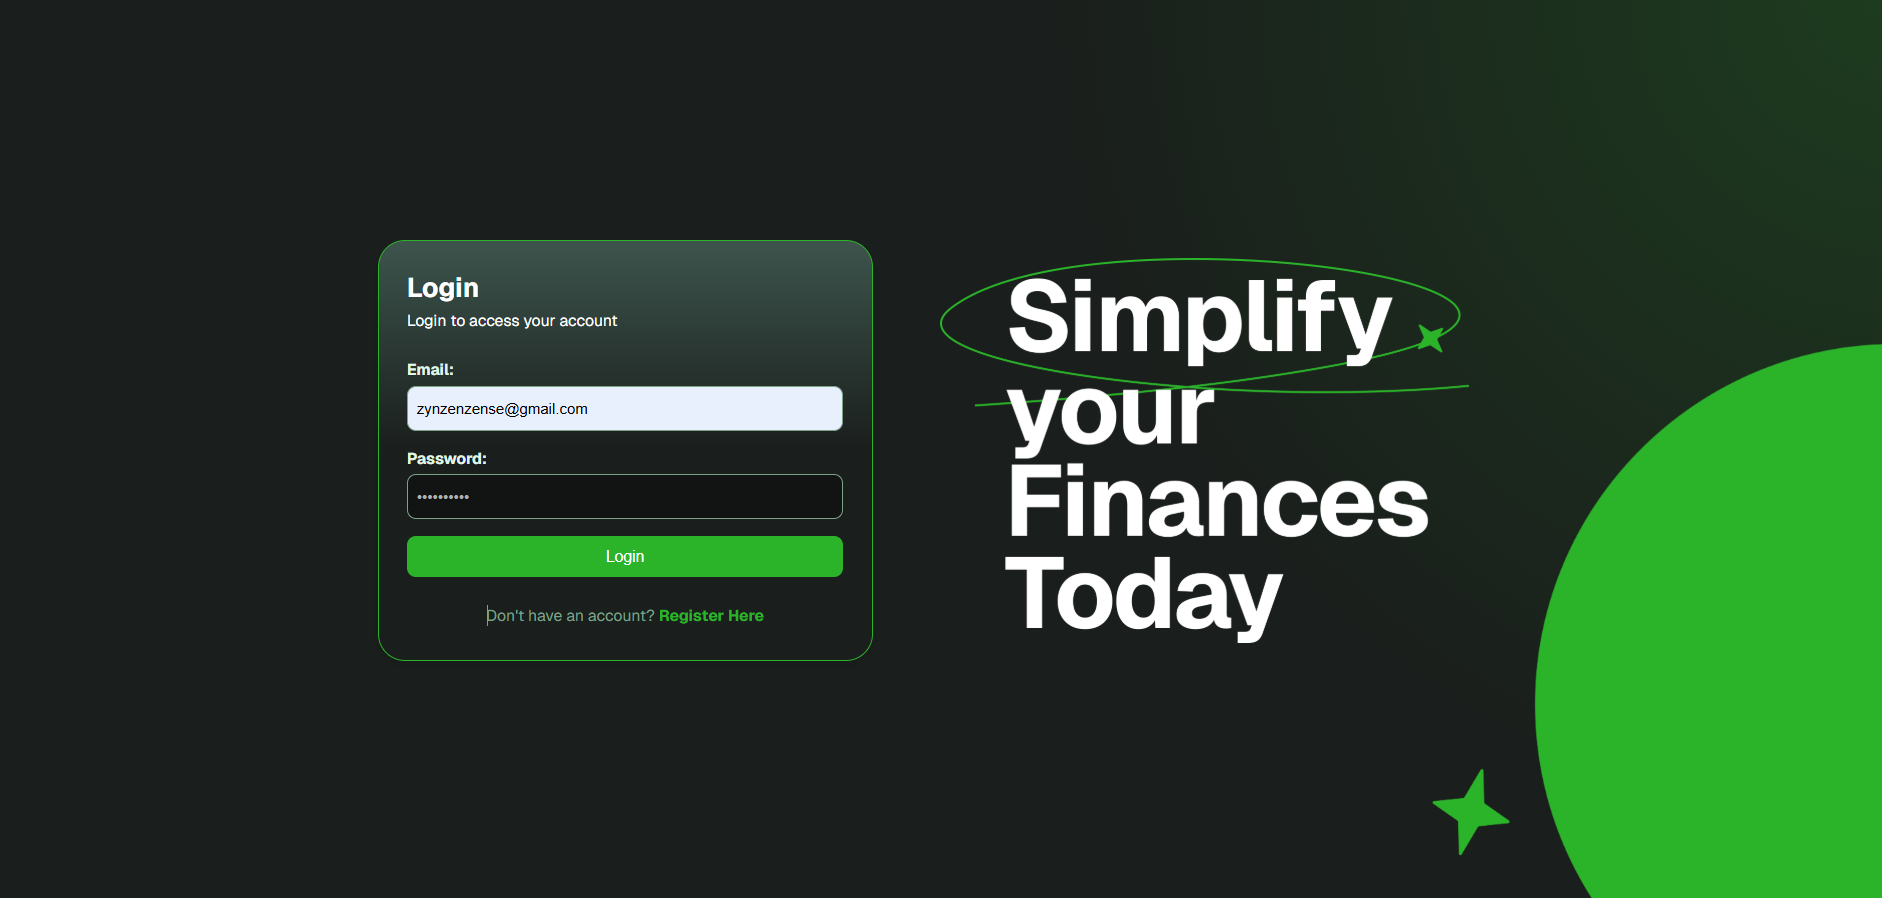 Login
Login to access your account
Email:
zynzenzense@gmail.com
Password:
••••••••••
Login
Don't have an account? Register Here
Simplify
your
Finances
Today